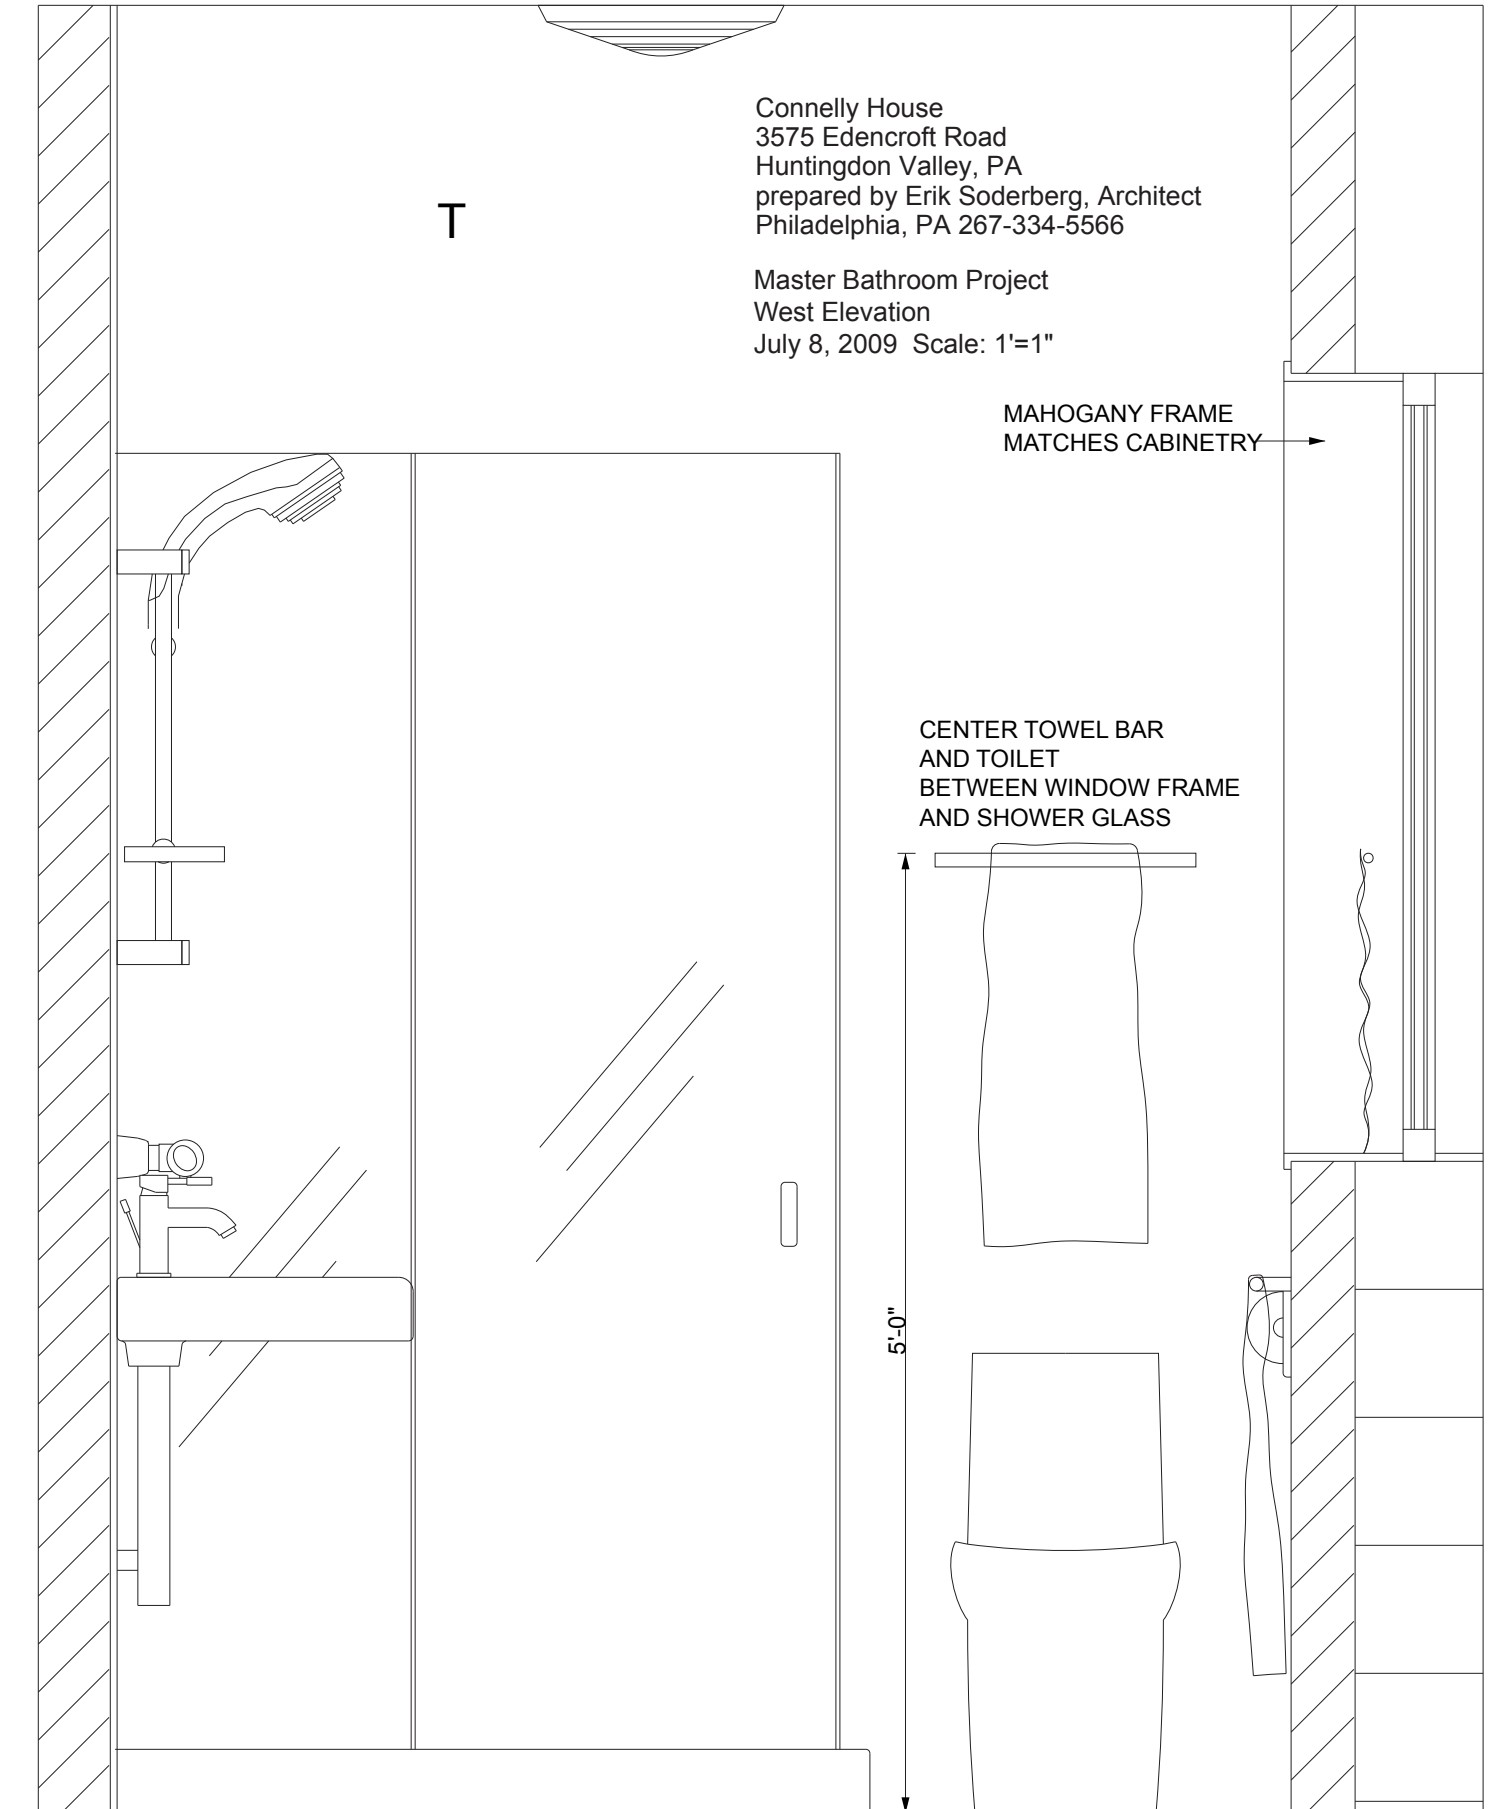 Connelly House
3575 Edencroft Road
Huntingdon Valley, PA
prepared by Erik Soderberg, Architect
Philadelphia, PA 267-334-5566
T
Master Bathroom Project
West Elevation
July 8, 2009  Scale: 1'=1"
MAHOGANY FRAME
MATCHES CABINETRY
CENTER TOWEL BAR
AND TOILET
BETWEEN WINDOW FRAME
AND SHOWER GLASS
5'-0"